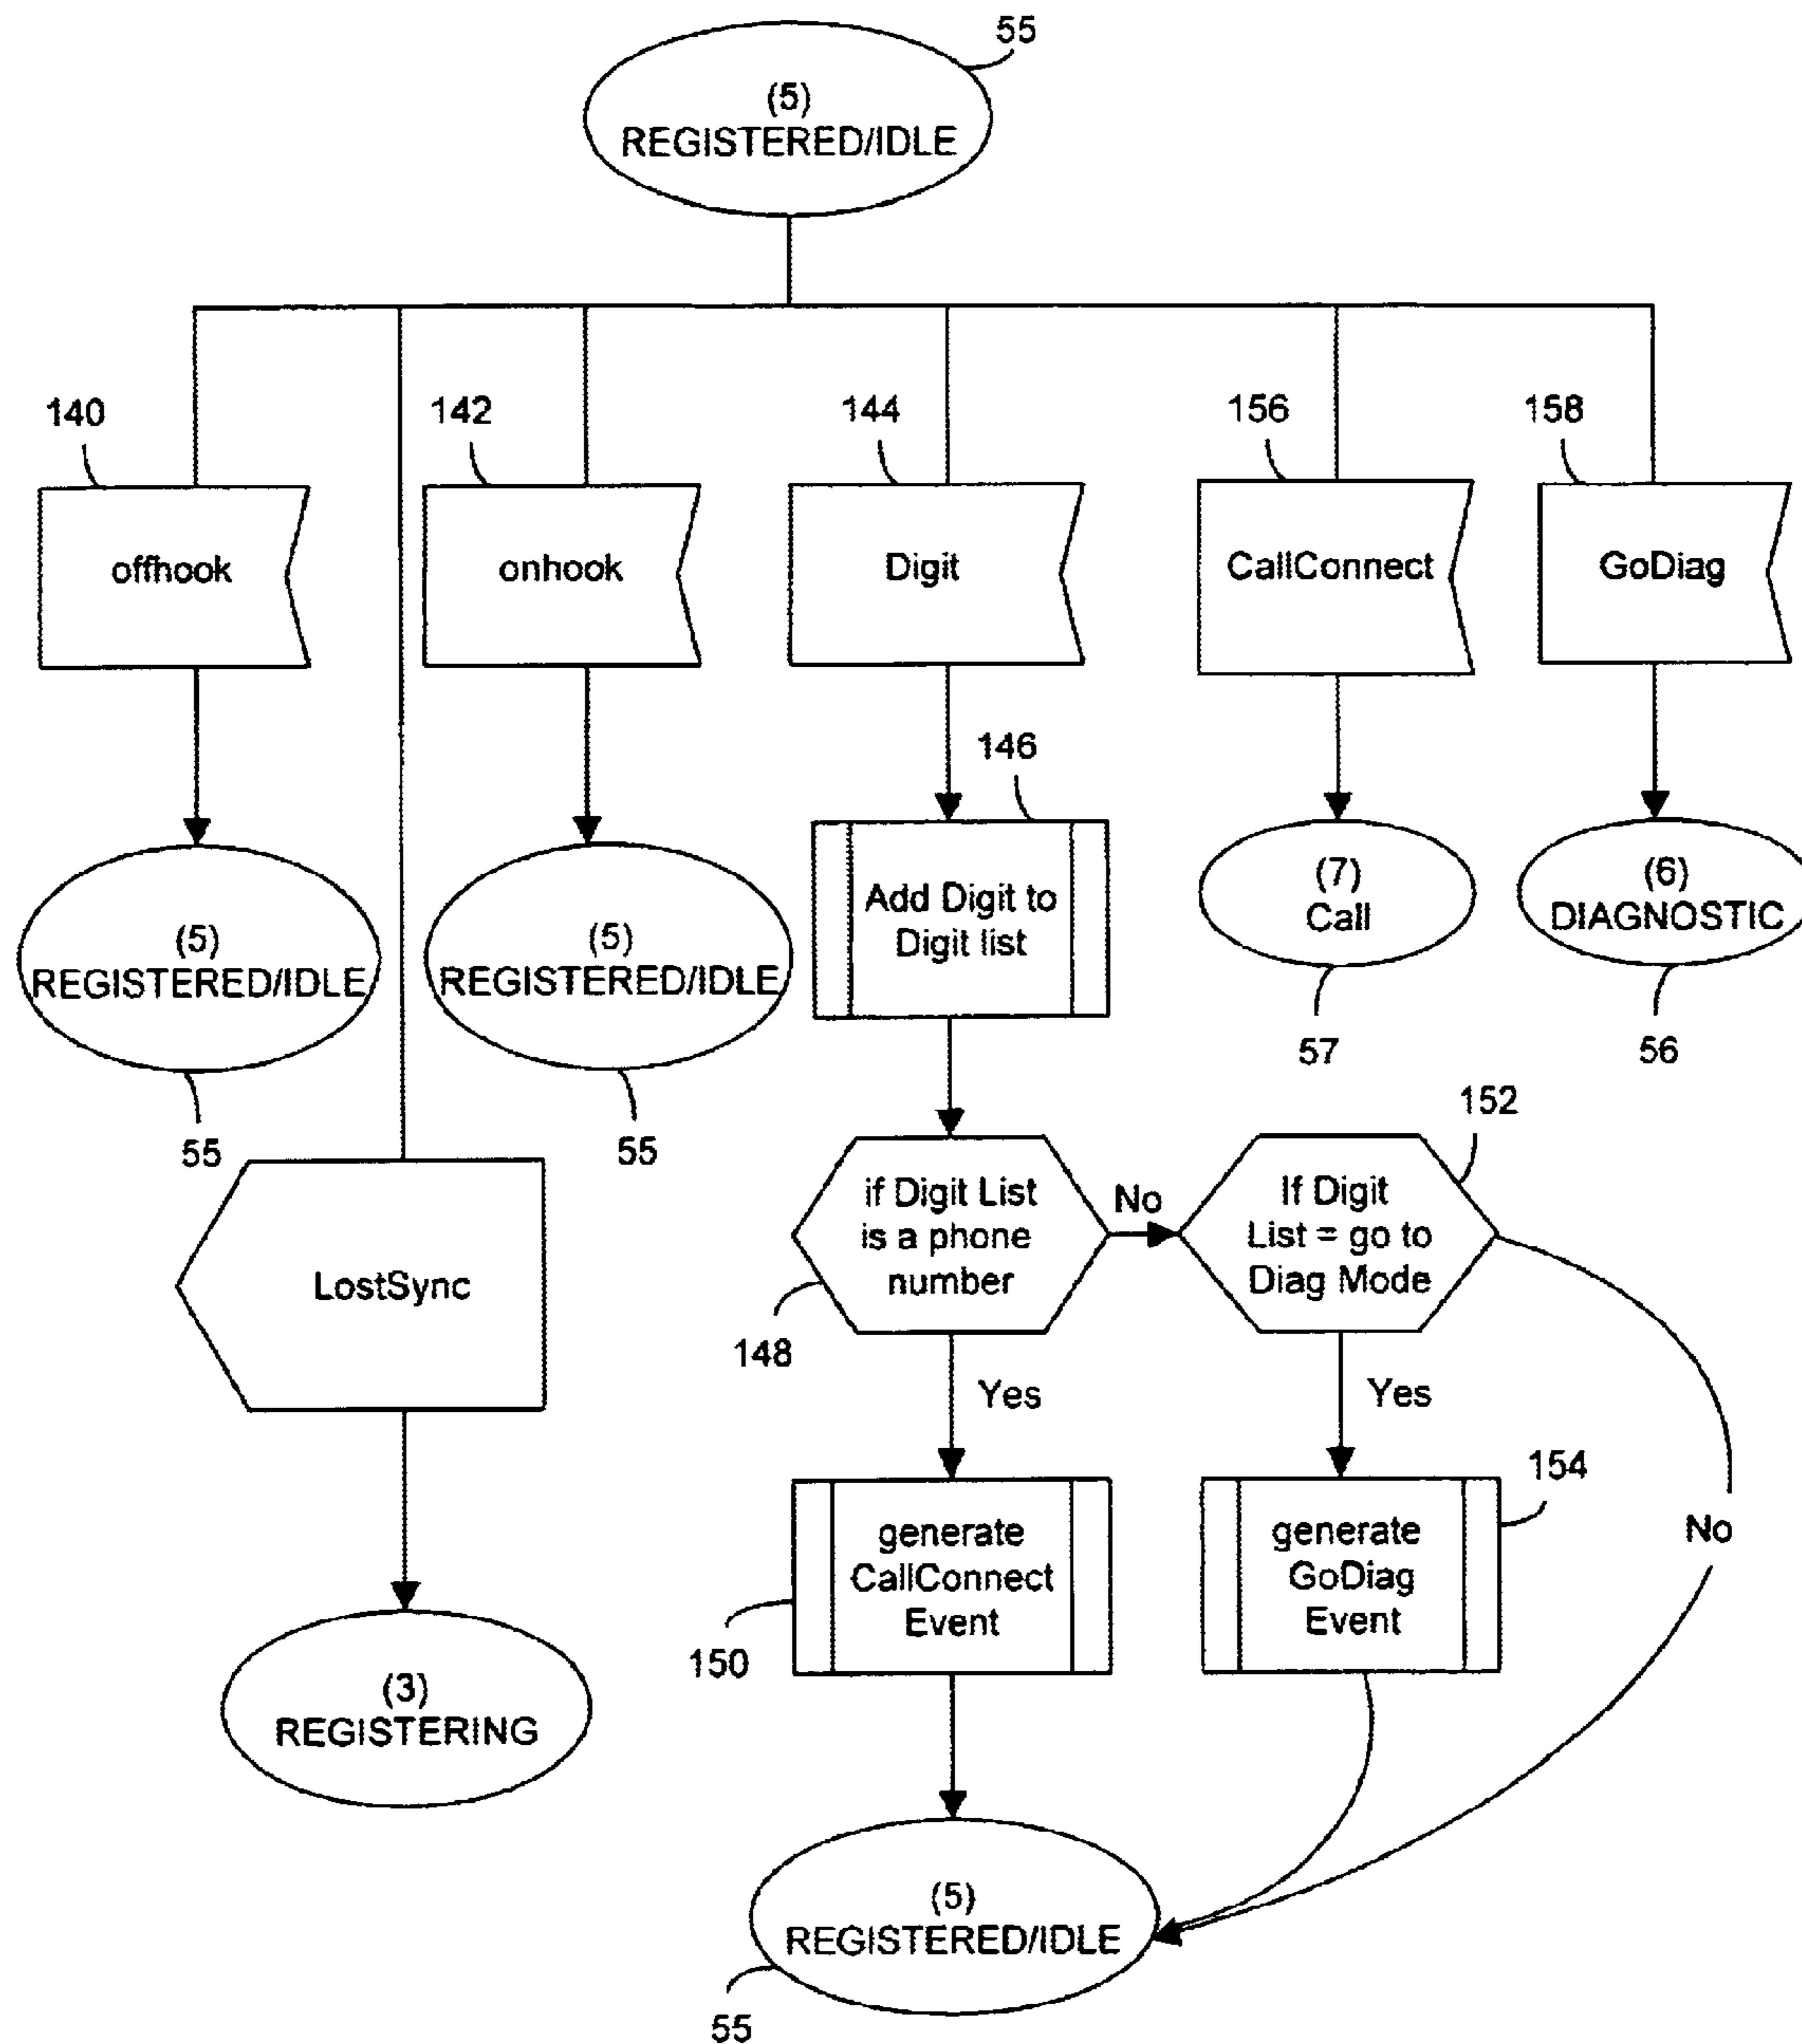 55
(5)
REGISTERED/IDLE
140
142
144
156
158
offhook
onhook
Digit
CallConnect
GoDiag
146
Add Digit to
Digit list
(5)
REGISTERED/IDLE
(5)
REGISTERED/IDLE
(7)
Call
(6)
DIAGNOSTIC
57
56
55
55
152
LostSync
if Digit List
is a phone
number
No
If Digit
List = go to
Diag Mode
148
Yes
Yes
154
generate
CallConnect
Event
generate
GoDiag
Event
No
150
(3)
REGISTERING
(5)
REGISTERED/IDLE
55